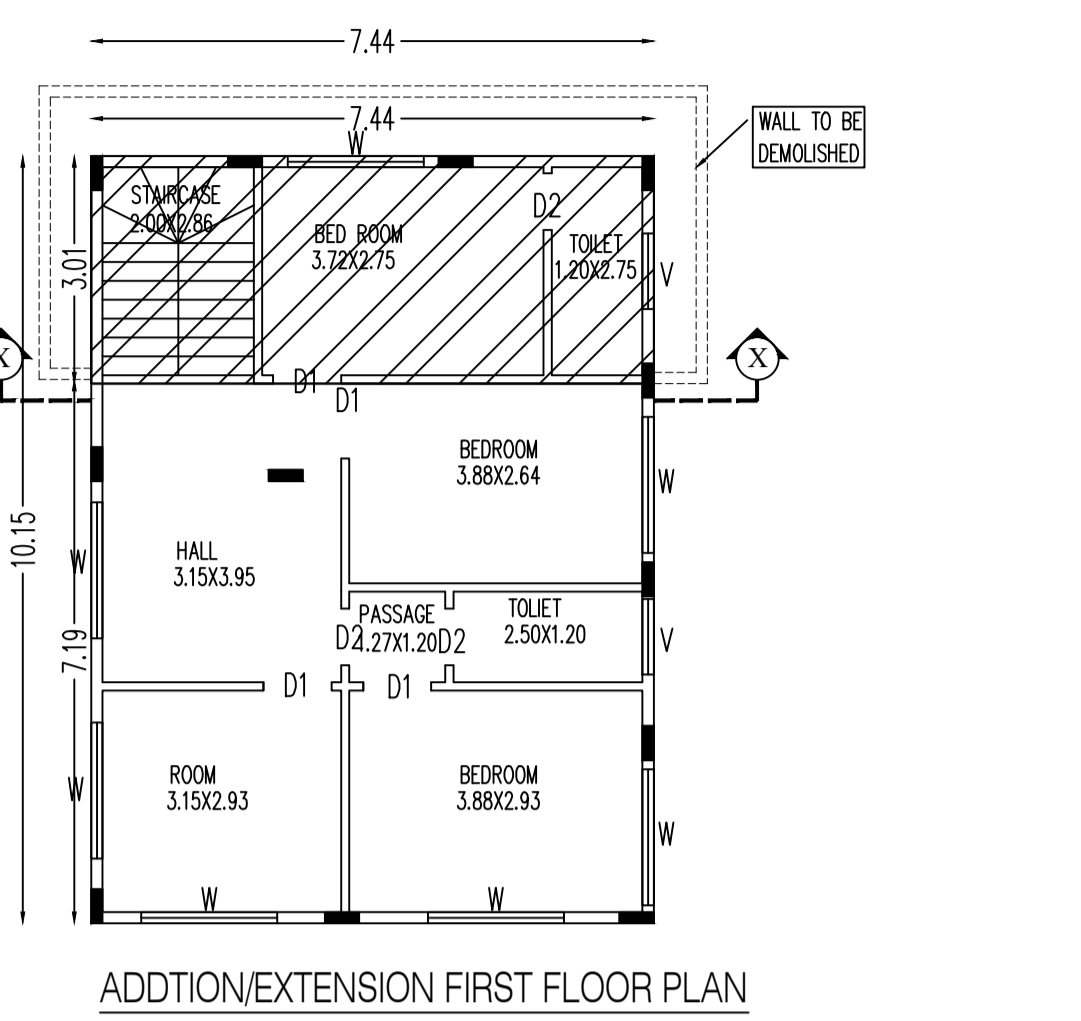 7.44
7.44
WALL TO BE
DEMOLISHED
W
STAIRCASE
2.00X2.86
BED ROOM
3.72X2.75
D2
TOILET
1.20X2.75
V
3.01
X
X
D1
D1
BEDROOM
3.88X2.64
W
10.15
HALL
3.15X3.95
W
7.19
PASSAGE
1.27X1.20
D2
D2
TOLIET
2.50X1.20
V
D1
D1
ROOM
3.15X2.93
W
BEDROOM
3.88X2.93
W
W
W
ADDTION/EXTENSION FIRST FLOOR PLAN